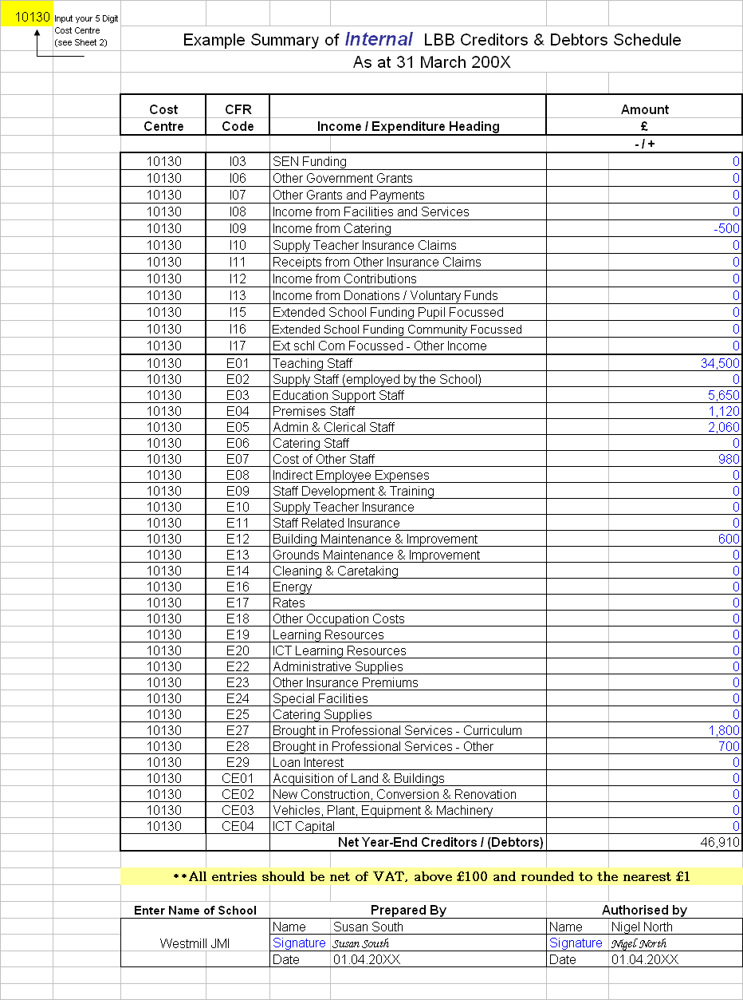 10130 Input your 5 Digit
Cost Centre
(see Sheet 2)
Example Summary of Internal LBB Creditors & Debtors Schedule
As at 31 March 200X
Cost CFR Amount
Centre Code Income / Expenditure Heading £
- / +
10130 I03 SEN Funding 0
10130 I06 Other Government Grants 0
10130 I07 Other Grants and Payments 0
10130 I08 Income from Facilities and Services 0
10130 I09 Income from Catering -500
10130 I10 Supply Teacher Insurance Claims 0
10130 I11 Receipts from Other Insurance Claims 0
10130 I12 Income from Contributions 0
10130 I13 Income from Donations / Voluntary Funds 0
10130 I15 Extended School Funding Pupil Focussed 0
10130 I16 Extended School Funding Community Focussed 0
10130 I17 Ext schl Com Focussed - Other Income 0
10130 E01 Teaching Staff 34,500
10130 E02 Supply Staff (employed by the School) 0
10130 E03 Education Support Staff 5,650
10130 E04 Premises Staff 1,120
10130 E05 Admin & Clerical Staff 2,060
10130 E06 Catering Staff 0
10130 E07 Cost of Other Staff 980
10130 E08 Indirect Employee Expenses 0
10130 E09 Staff Development & Training 0
10130 E10 Supply Teacher Insurance 0
10130 E11 Staff Related Insurance 0
10130 E12 Building Maintenance & Improvement 600
10130 E13 Grounds Maintenance & Improvement 0
10130 E14 Cleaning & Caretaking 0
10130 E16 Energy 0
10130 E17 Rates 0
10130 E18 Other Occupation Costs 0
10130 E19 Learning Resources 0
10130 E20 ICT Learning Resources 0
10130 E22 Administrative Supplies 0
10130 E23 Other Insurance Premiums 0
10130 E24 Special Facilities 0
10130 E25 Catering Supplies 0
10130 E27 Brought in Professional Services - Curriculum 1,800
10130 E28 Brought in Professional Services - Other 700
10130 E29 Loan Interest 0
10130 CE01 Acquisition of Land & Buildings 0
10130 CE02 New Construction, Conversion & Renovation 0
10130 CE03 Vehicles, Plant, Equipment & Machinery 0
10130 CE04 ICT Capital 0
Net Year-End Creditors / (Debtors) 46,910
**All entries should be net of VAT, above £100 and rounded to the nearest £1
Enter Name of School Prepared By Authorised by
Name Susan South Name Nigel North
Westmill JMI Signature Susan South Signature Nigel North
Date 01.04.20XX Date 01.04.20XX